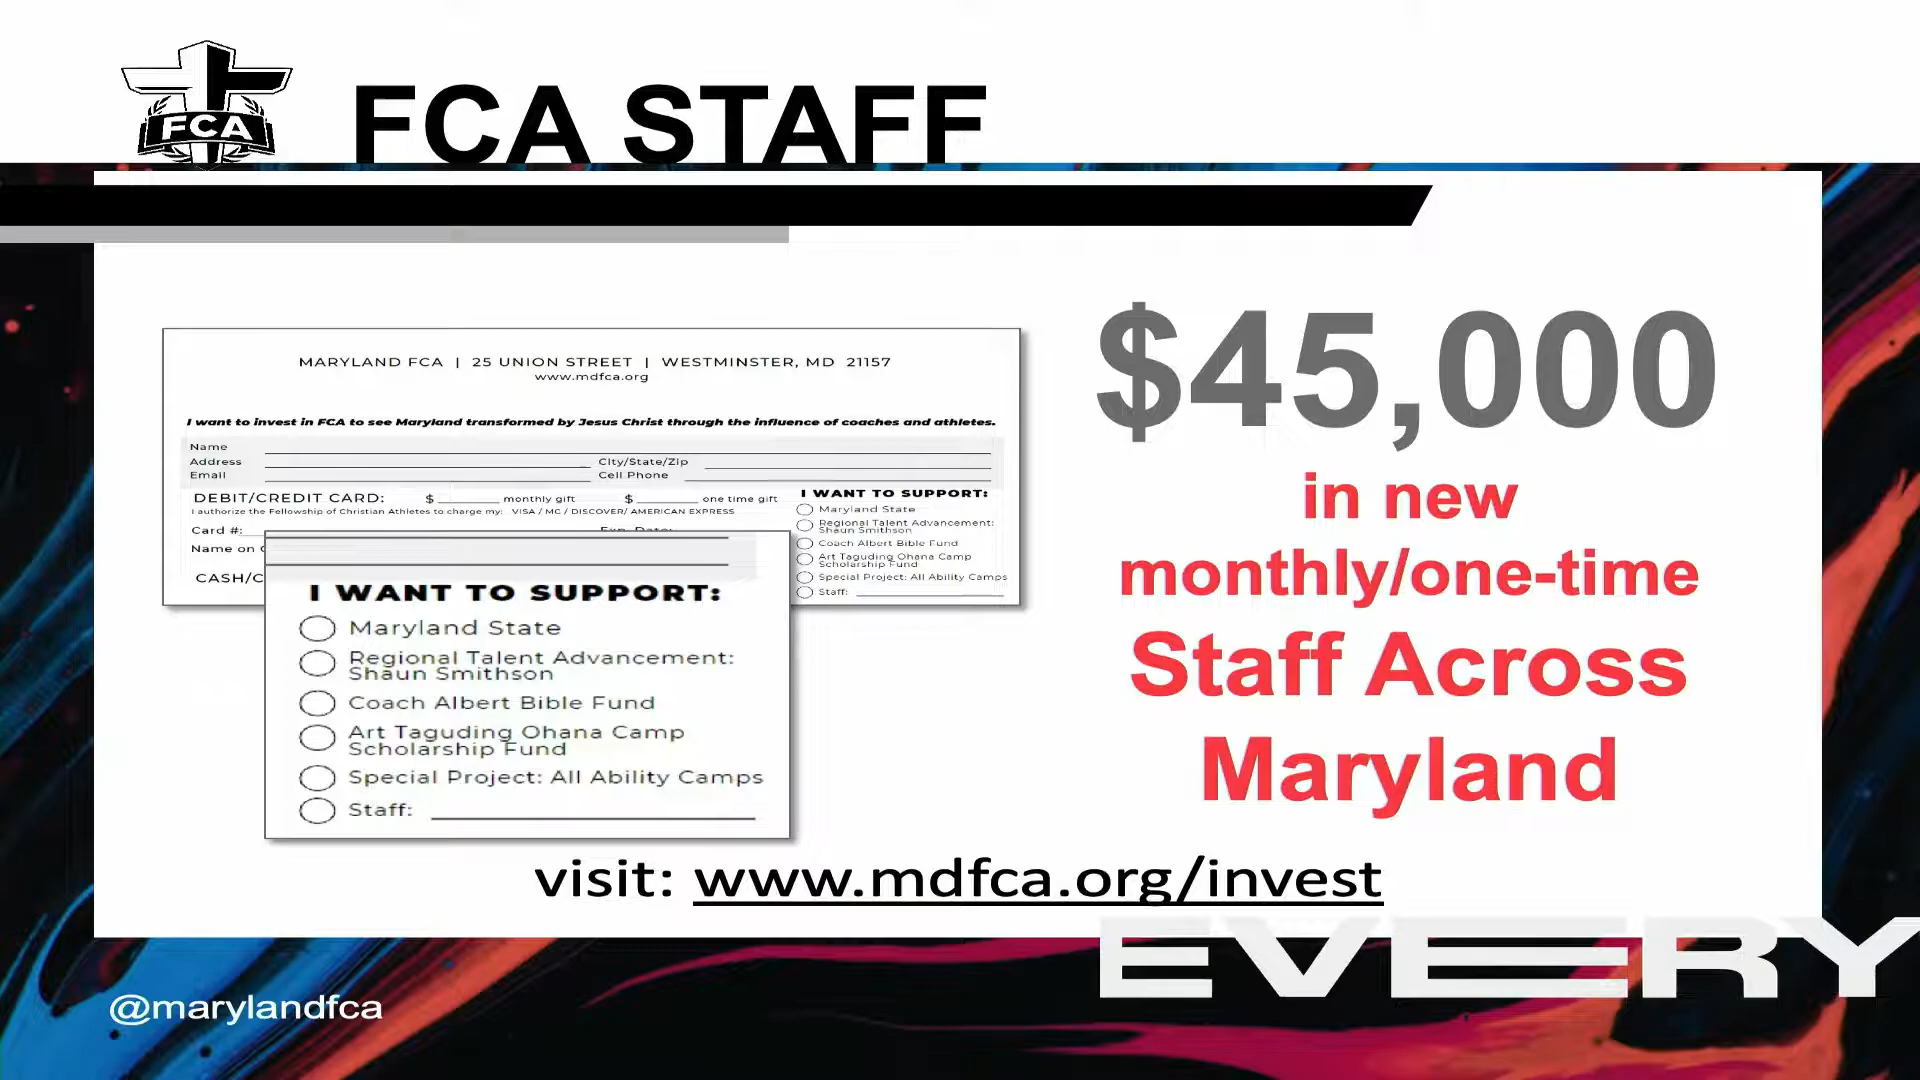 FCA
FCA STAFF
MARYLAND FCA | 25 UNION STREET | WESTMINSTER, MD 21157
www.mdfca.org
I want to invest in FCA to see Maryland transformed by Jesus Christ through the influence of coaches and athletes.
Name
Address City/State/Zip
Email Cell Phone
DEBIT/CREDIT CARD: $ monthly gift $ one time gift
I authorize the Fellowship of Christian Athletes to charge my: VISA / MC / DISCOVER/ AMERICAN EXPRESS
Card #: Exp. Date:
Name on
CASH/C
I WANT TO SUPPORT:
Maryland State
Regional Talent Advancement:
Shaun Smithson
Coach Albert Bible Fund
Art Taguding Ohana Camp
Scholarship Fund
Special Project: All Ability Camps
Staff:
I WANT TO SUPPORT:
Maryland State
Regional Talent Advancement:
Shaun Smithson
Coach Albert Bible Fund
Art Taguding Ohana Camp
Scholarship Fund
Special Project: All Ability Camps
Staff:
$45,000
in new
monthly/one-time
Staff Across
Maryland
visit: www.mdfca.org/invest
EVERY
@marylandfca